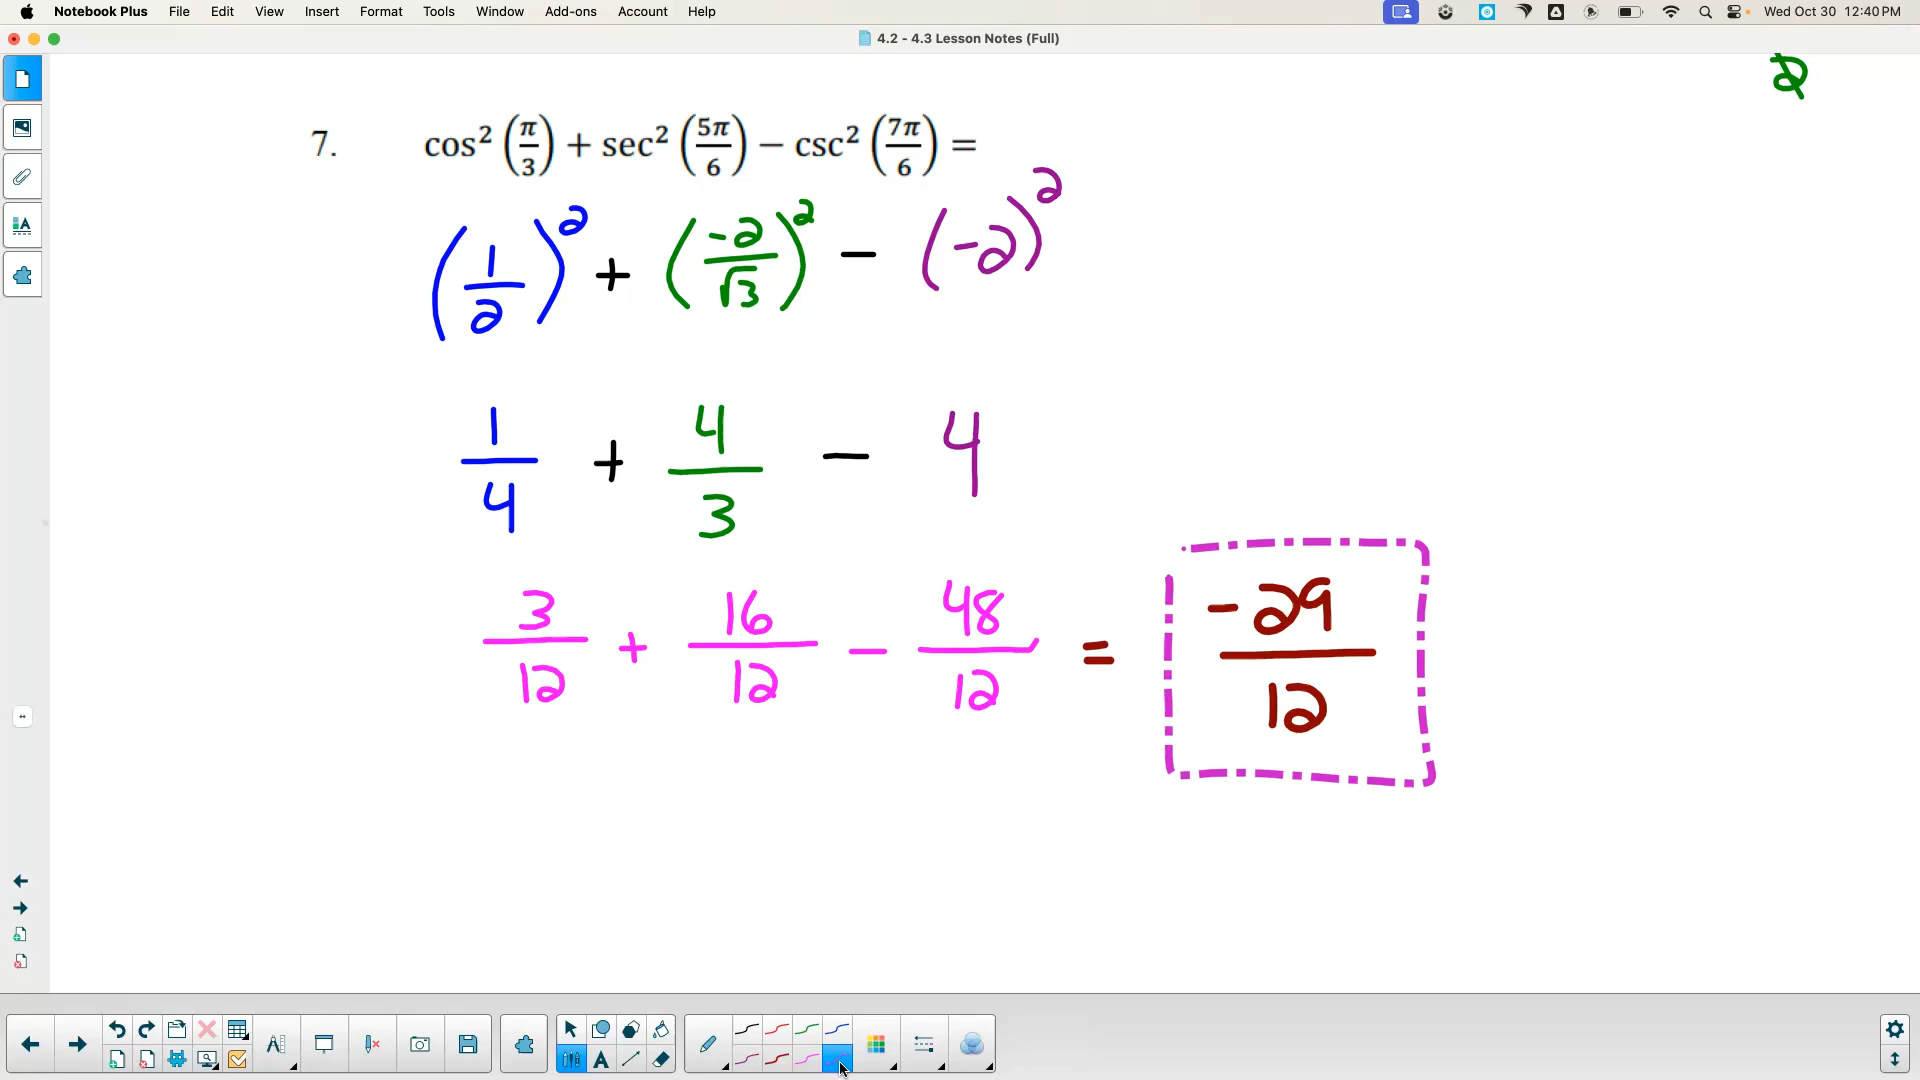 Notebook Plus File Edit View Insert Format Tools Window Add-ons Account Help Wed Oct 30 12:40 PM
4.2 - 4.3 Lesson Notes (Full)
2
7. cos² (π/3) + sec² (5π/6) − csc² (7π/6) =
(1/2)² + (-2/√3)² − (-2)²
1/4 + 4/3 − 4
3/12 + 16/12 − 48/12 = -29/12